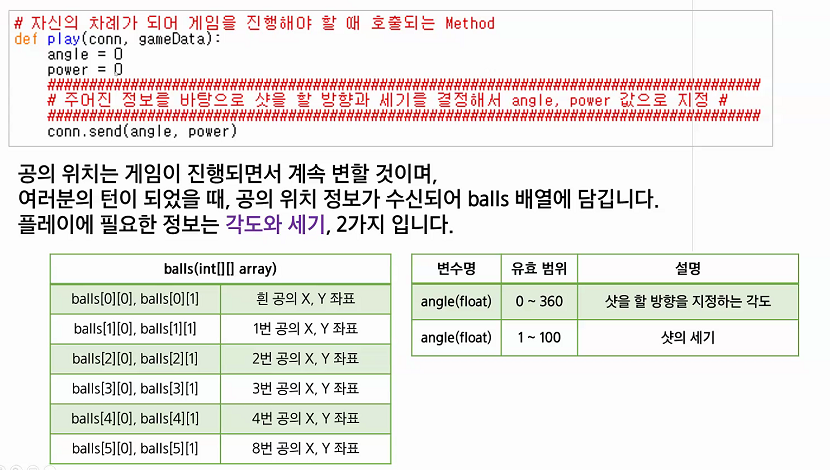 # 자신의 차례가 되어 게임을 진행해야 할 때 호출되는 Method
def play(conn, gameData):
angle = 0
power = 0
####################################################################################
# 주어진 정보를 바탕으로 샷을 할 방향과 세기를 결정해서 angle, power 값으로 지정 #
####################################################################################
conn.send(angle, power)
공의 위치는 게임이 진행되면서 계속 변할 것이며,
여러분의 턴이 되었을 때, 공의 위치 정보가 수신되어 balls 배열에 담깁니다.
플레이에 필요한 정보는 각도와 세기, 2가지 입니다.
balls(int[][] array)
balls[0][0], balls[0][1] 흰 공의 X, Y 좌표
balls[1][0], balls[1][1] 1번 공의 X, Y 좌표
balls[2][0], balls[2][1] 2번 공의 X, Y 좌표
balls[3][0], balls[3][1] 3번 공의 X, Y 좌표
balls[4][0], balls[4][1] 4번 공의 X, Y 좌표
balls[5][0], balls[5][1] 8번 공의 X, Y 좌표
변수명 유효 범위 설명
angle(float) 0 ~ 360 샷을 할 방향을 지정하는 각도
angle(float) 1 ~ 100 샷의 세기